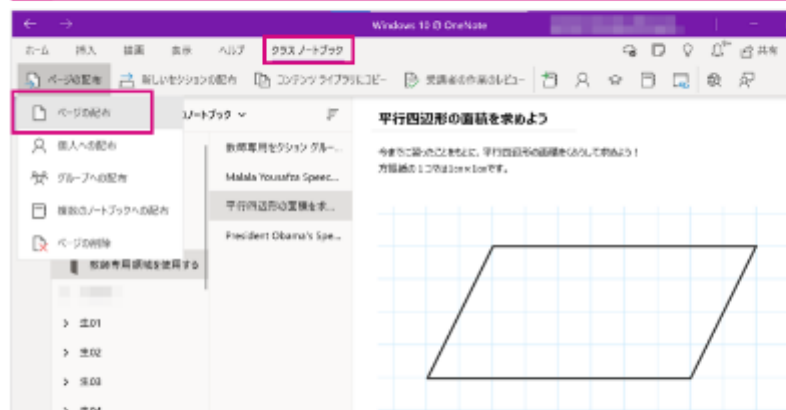 Windows 10 の OneNote
ホーム 挿入 描画 表示 ヘルプ クラス ノートブック
共有
ページの配布 新しいセクションの配布 コンテンツ ライブラリにコピー 受講者の作業のレビュー
ページの配布
個人への配布
グループへの配布
複数のノートブックへの配布
ページの削除
教師専用領域を使用する
生01
生02
生03
生04
ノートブック
教師専用セクション グルー...
Malala Yousafza Speec...
平行四辺形の面積を求...
President Obama's Spe...
平行四辺形の面積を求めよう
今までに習ったことをもとに、平行四辺形の面積をくふうして求めよう！
方眼紙の1コマは1cm×1cmです。